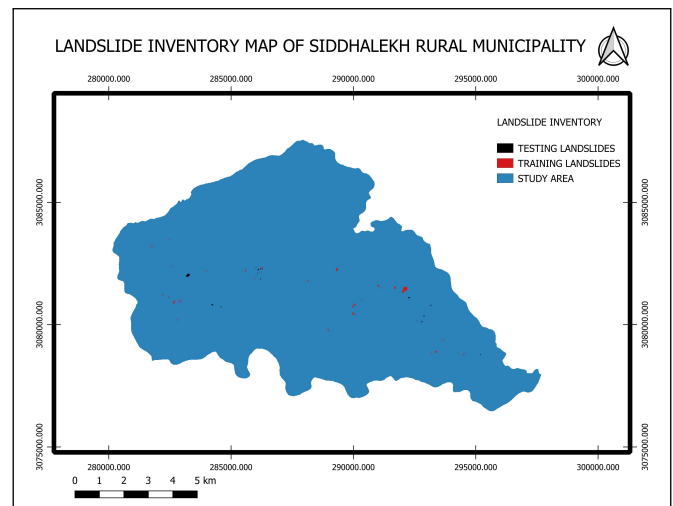 LANDSLIDE INVENTORY MAP OF SIDDHALEKH RURAL MUNICIPALITY
280000.000 285000.000 290000.000 295000.000 300000.000
LANDSLIDE INVENTORY
TESTING LANDSLIDES
TRAINING LANDSLIDES
STUDY AREA
3085000.000 3085000.000
3080000.000 3080000.000
3075000.000 3075000.000
280000.000 285000.000 290000.000 295000.000 300000.000
0 1 2 3 4 5 km